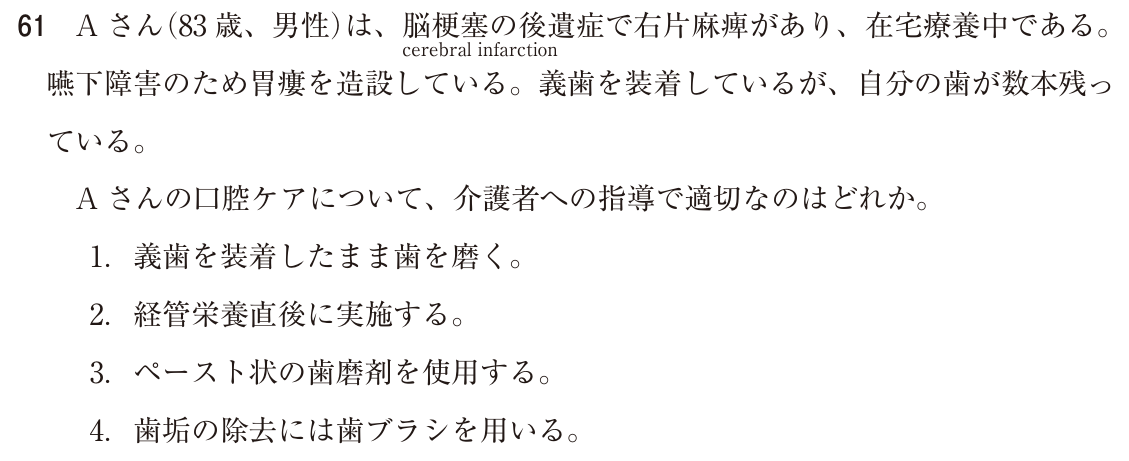 61 Aさん(83歳、男性)は、脳梗塞の後遺症で右片麻痺があり、在宅療養中である。
cerebral infarction
嚥下障害のため胃瘻を造設している。義歯を装着しているが、自分の歯が数本残っ
ている。
Aさんの口腔ケアについて、介護者への指導で適切なのはどれか。
1. 義歯を装着したまま歯を磨く。
2. 経管栄養直後に実施する。
3. ペースト状の歯磨剤を使用する。
4. 歯垢の除去には歯ブラシを用いる。